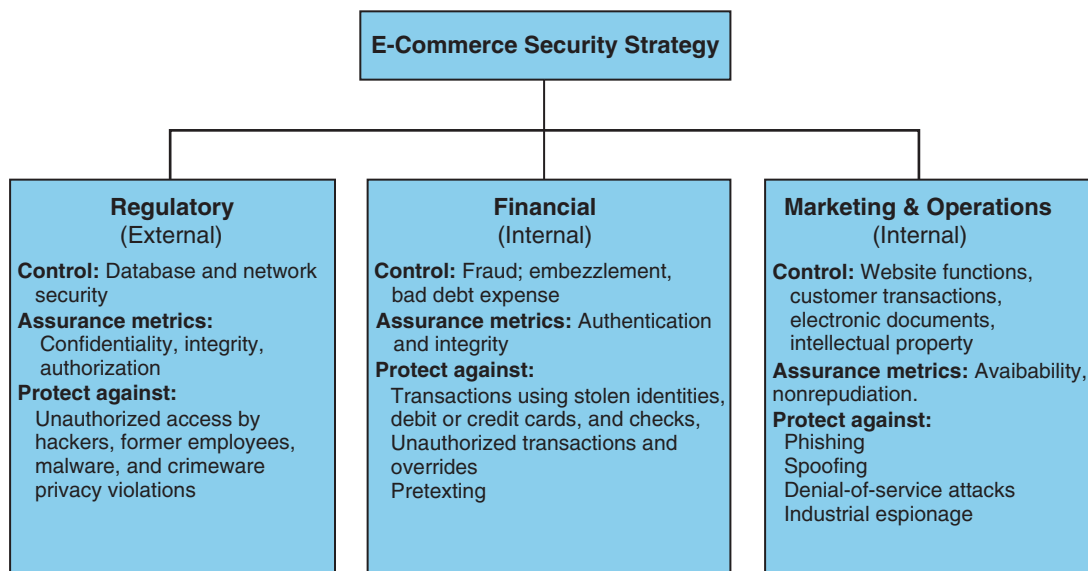 E-Commerce Security Strategy
Regulatory
(External)
Control: Database and network
security
Assurance metrics:
Confidentiality, integrity,
authorization
Protect against:
Unauthorized access by
hackers, former employees,
malware, and crimeware
privacy violations
Financial
(Internal)
Control: Fraud; embezzlement,
bad debt expense
Assurance metrics: Authentication
and integrity
Protect against:
Transactions using stolen identities,
debit or credit cards, and checks,
Unauthorized transactions and
overrides
Pretexting
Marketing & Operations
(Internal)
Control: Website functions,
customer transactions,
electronic documents,
intellectual property
Assurance metrics: Avaibability,
nonrepudiation.
Protect against:
Phishing
Spoofing
Denial-of-service attacks
Industrial espionage